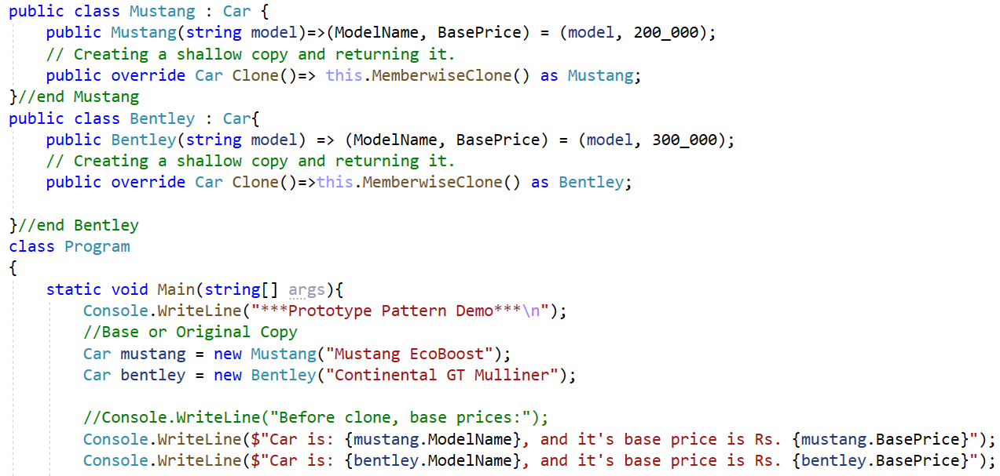 public class Mustang : Car {
    public Mustang(string model)=>(ModelName, BasePrice) = (model, 200_000);
    // Creating a shallow copy and returning it.
    public override Car Clone()=> this.MemberwiseClone() as Mustang;
}//end Mustang
public class Bentley : Car{
    public Bentley(string model) => (ModelName, BasePrice) = (model, 300_000);
    // Creating a shallow copy and returning it.
    public override Car Clone()=>this.MemberwiseClone() as Bentley;

}//end Bentley
class Program
{
    static void Main(string[] args){
        Console.WriteLine("***Prototype Pattern Demo***\n");
        //Base or Original Copy
        Car mustang = new Mustang("Mustang EcoBoost");
        Car bentley = new Bentley("Continental GT Mulliner");

        //Console.WriteLine("Before clone, base prices:");
        Console.WriteLine($"Car is: {mustang.ModelName}, and it's base price is Rs. {mustang.BasePrice}");
        Console.WriteLine($"Car is: {bentley.ModelName}, and it's base price is Rs. {bentley.BasePrice}");